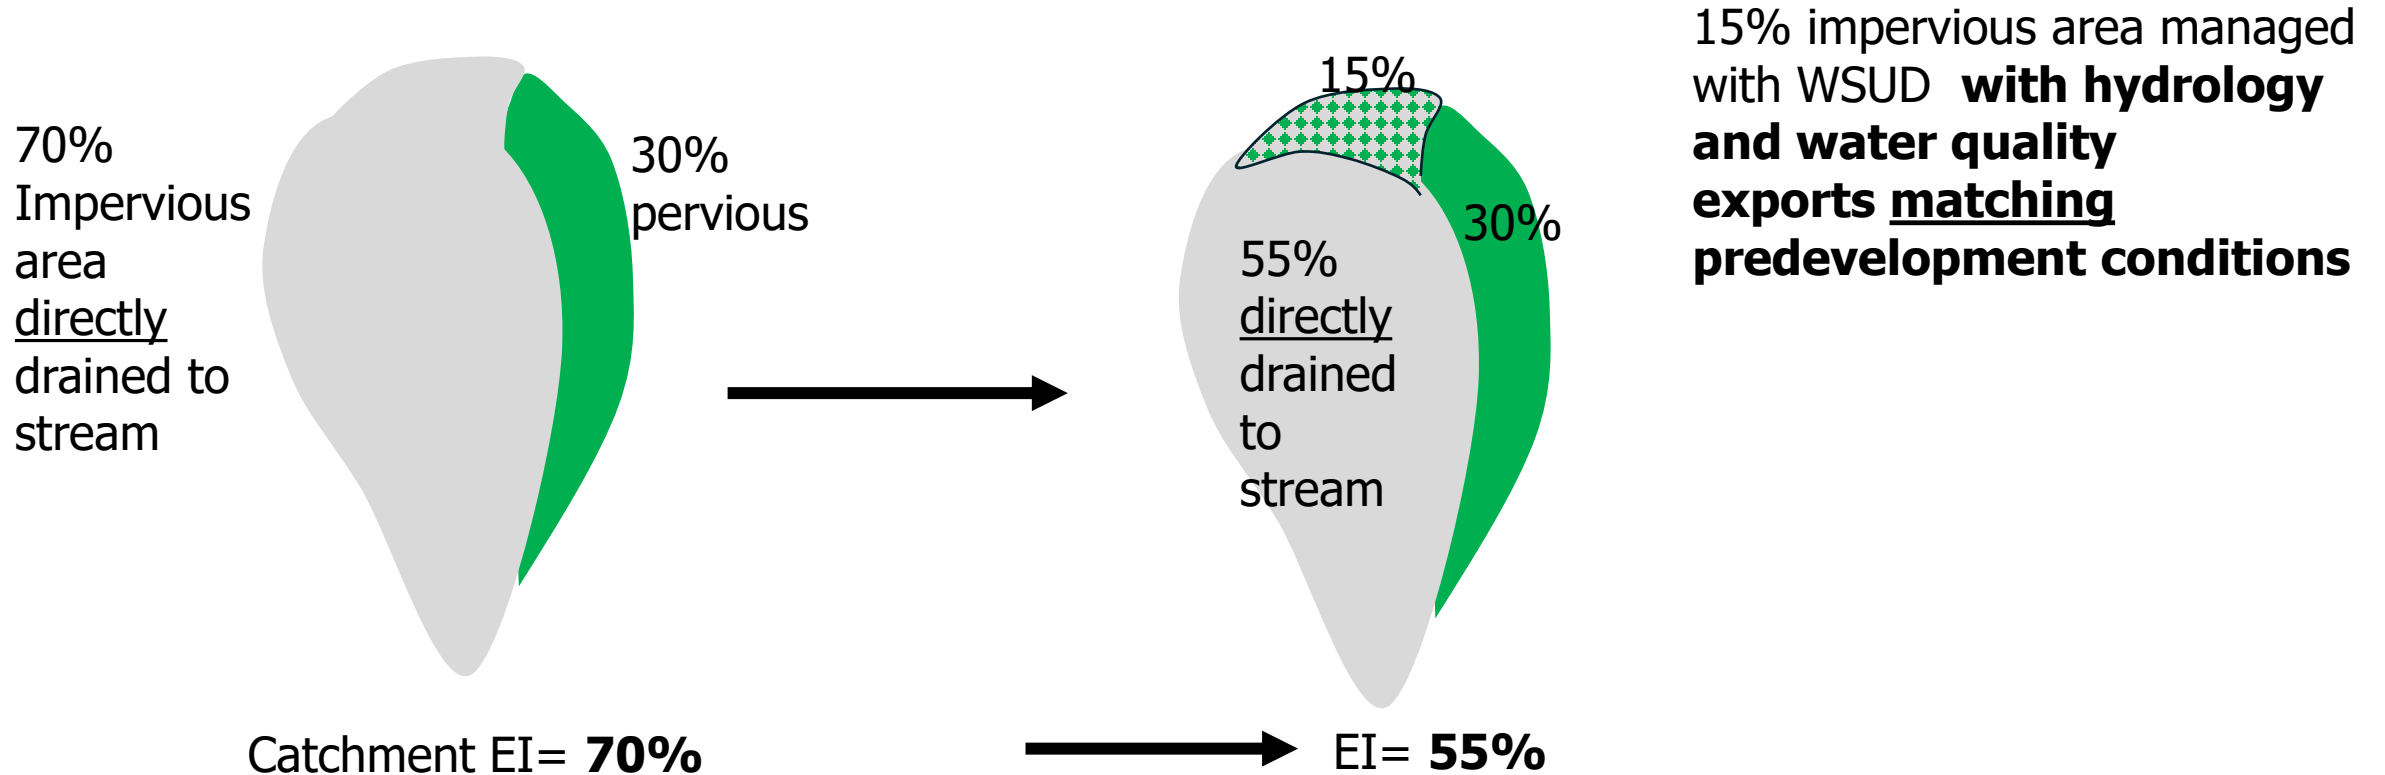 70%
Impervious
area
directly
drained to
stream
30%
pervious
15%
30%
55%
directly
drained
to
stream
15% impervious area managed
with WSUD with hydrology
and water quality
exports matching
predevelopment conditions
Catchment EI= 70%
EI= 55%